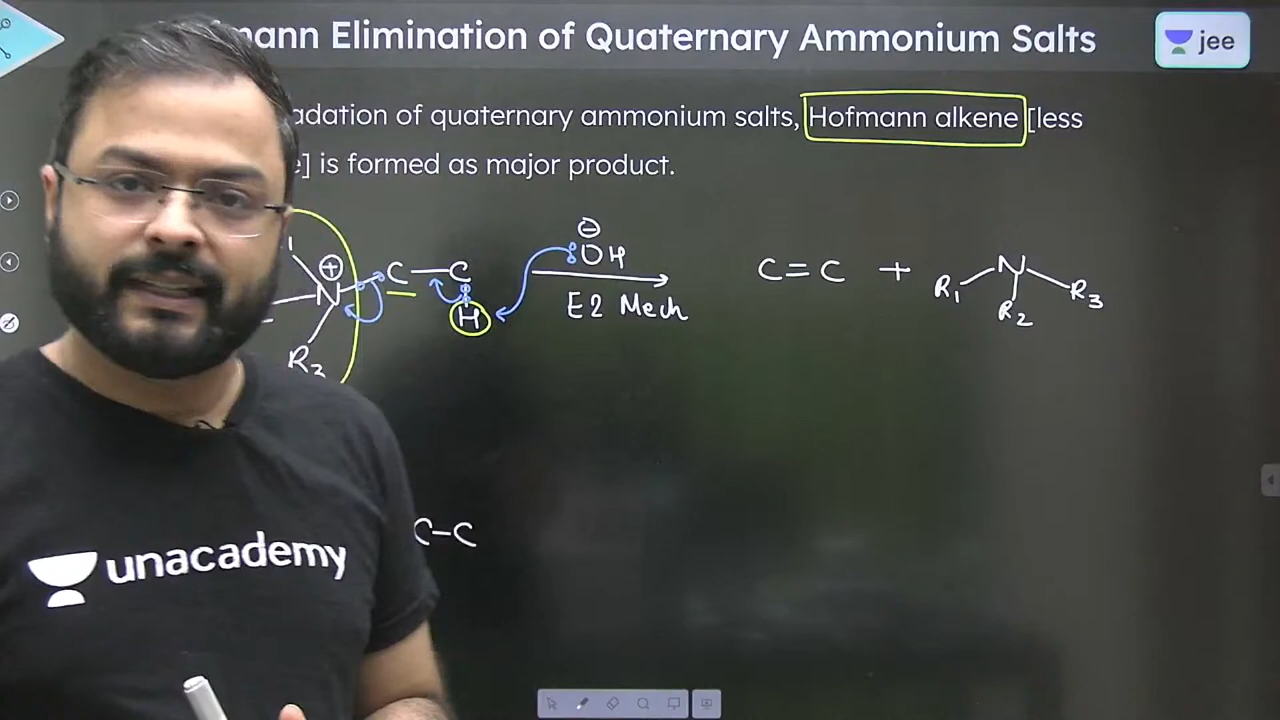 mann Elimination of Quaternary Ammonium Salts
jee
adation of quaternary ammonium salts, Hofmann alkene [less
e] is formed as major product.
⊖
OH
⊕
N C—C
H
E2 Mech
C=C + R₁ N R₂ R₃
R₂
C-C
unacademy